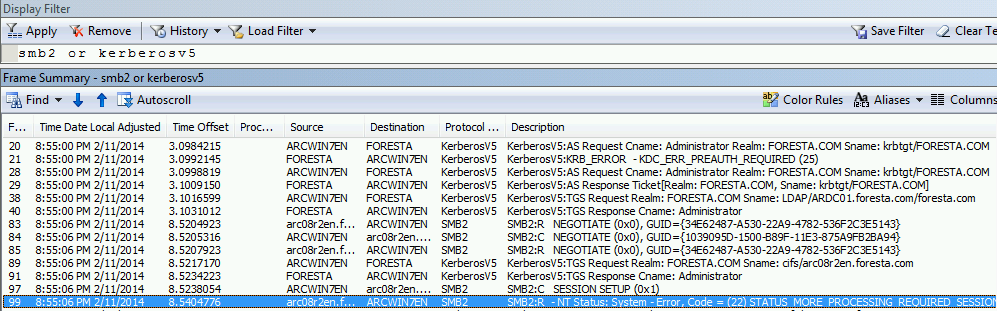 Display Filter
Apply Remove History Load Filter Save Filter Clear Te
smb2 or kerberosv5
Frame Summary - smb2 or kerberosv5
Find Autoscroll Color Rules Aliases Columns
F... Time Date Local Adjusted Time Offset Proc... Source Destination Protocol ... Description
20 8:55:00 PM 2/11/2014 3.0984215 ARCWIN7EN FORESTA KerberosV5 KerberosV5:AS Request Cname: Administrator Realm: FORESTA.COM Sname: krbtgt/FORESTA.COM
21 8:55:00 PM 2/11/2014 3.0992145 FORESTA ARCWIN7EN KerberosV5 KerberosV5:KRB_ERROR - KDC_ERR_PREAUTH_REQUIRED (25)
28 8:55:00 PM 2/11/2014 3.0998819 ARCWIN7EN FORESTA KerberosV5 KerberosV5:AS Request Cname: Administrator Realm: FORESTA.COM Sname: krbtgt/FORESTA.COM
29 8:55:00 PM 2/11/2014 3.1009150 FORESTA ARCWIN7EN KerberosV5 KerberosV5:AS Response Ticket[Realm: FORESTA.COM, Sname: krbtgt/FORESTA.COM]
38 8:55:00 PM 2/11/2014 3.1016599 ARCWIN7EN FORESTA KerberosV5 KerberosV5:TGS Request Realm: FORESTA.COM Sname: LDAP/ARDC01.foresta.com/foresta.com
40 8:55:00 PM 2/11/2014 3.1031012 FORESTA ARCWIN7EN KerberosV5 KerberosV5:TGS Response Cname: Administrator
83 8:55:06 PM 2/11/2014 8.5204923 arc08r2en.f... ARCWIN7EN SMB2 SMB2:R NEGOTIATE (0x0), GUID={34E62487-A530-22A9-4782-536F2C3E5143}
84 8:55:06 PM 2/11/2014 8.5205316 ARCWIN7EN arc08r2en.... SMB2 SMB2:C NEGOTIATE (0x0), GUID={1039095D-1500-B89F-11E3-875A9FB2BA94}
85 8:55:06 PM 2/11/2014 8.5207923 arc08r2en.f... ARCWIN7EN SMB2 SMB2:R NEGOTIATE (0x0), GUID={34E62487-A530-22A9-4782-536F2C3E5143}
89 8:55:06 PM 2/11/2014 8.5217170 ARCWIN7EN FORESTA KerberosV5 KerberosV5:TGS Request Realm: FORESTA.COM Sname: cifs/arc08r2en.foresta.com
91 8:55:06 PM 2/11/2014 8.5234223 FORESTA ARCWIN7EN KerberosV5 KerberosV5:TGS Response Cname: Administrator
97 8:55:06 PM 2/11/2014 8.5238054 ARCWIN7EN arc08r2en.... SMB2 SMB2:C SESSION SETUP (0x1)
99 8:55:06 PM 2/11/2014 8.5404776 arc08r2en.f... ARCWIN7EN SMB2 SMB2:R - NT Status: System - Error, Code = (22) STATUS_MORE_PROCESSING_REQUIRED_SESSION